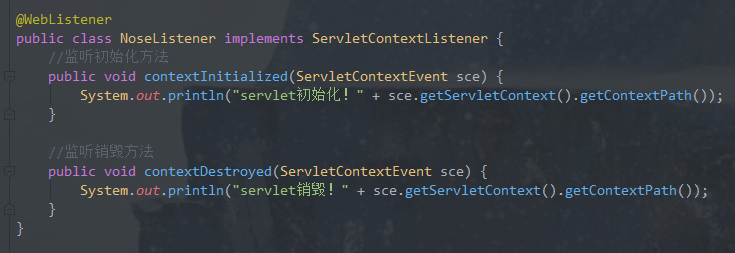 @WebListener
public class NoseListener implements ServletContextListener {
//监听初始化方法
public void contextInitialized(ServletContextEvent sce) {
System.out.println("servlet初始化！" + sce.getServletContext().getContextPath());
}
//监听销毁方法
public void contextDestroyed(ServletContextEvent sce) {
System.out.println("servlet销毁！" + sce.getServletContext().getContextPath());
}
}